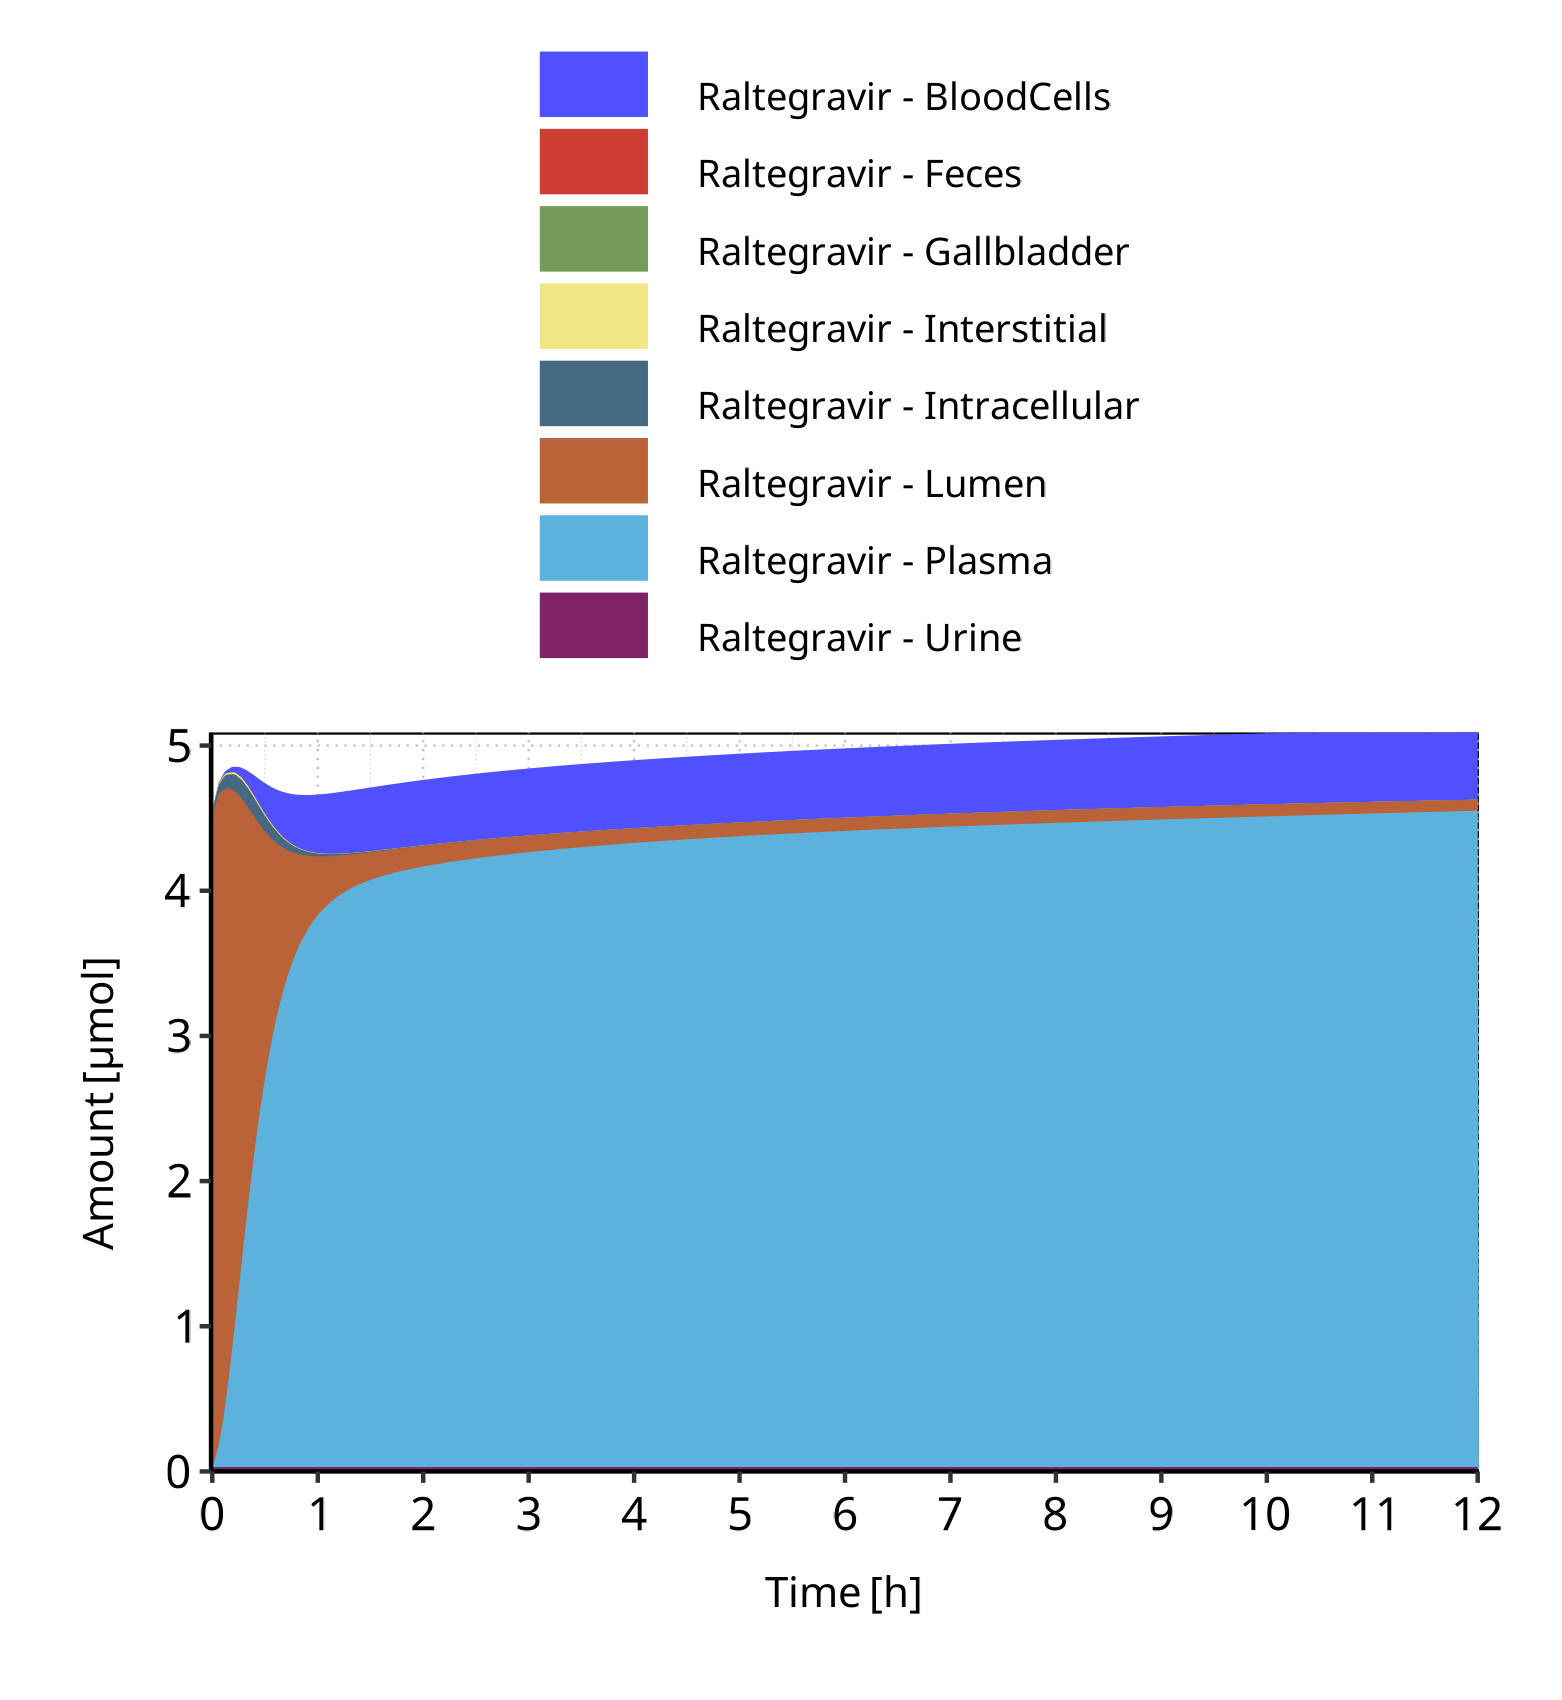 Raltegravir - BloodCells
Raltegravir - Feces
Raltegravir - Gallbladder
Raltegravir - Interstitial
Raltegravir - Intracellular
Raltegravir - Lumen
Raltegravir - Plasma
Raltegravir - Urine
5
4
3
2
1
0
Amount [µmol]
0 1 2 3 4 5 6 7 8 9 10 11 12
Time [h]